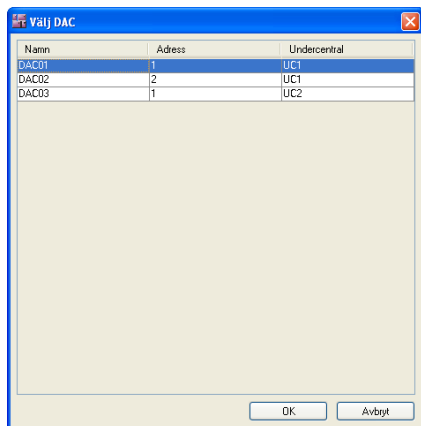 Välj DAC
Namn Adress Undercentral
DAC01 1 UC1
DAC02 2 UC1
DAC03 1 UC2
OK Avbryt